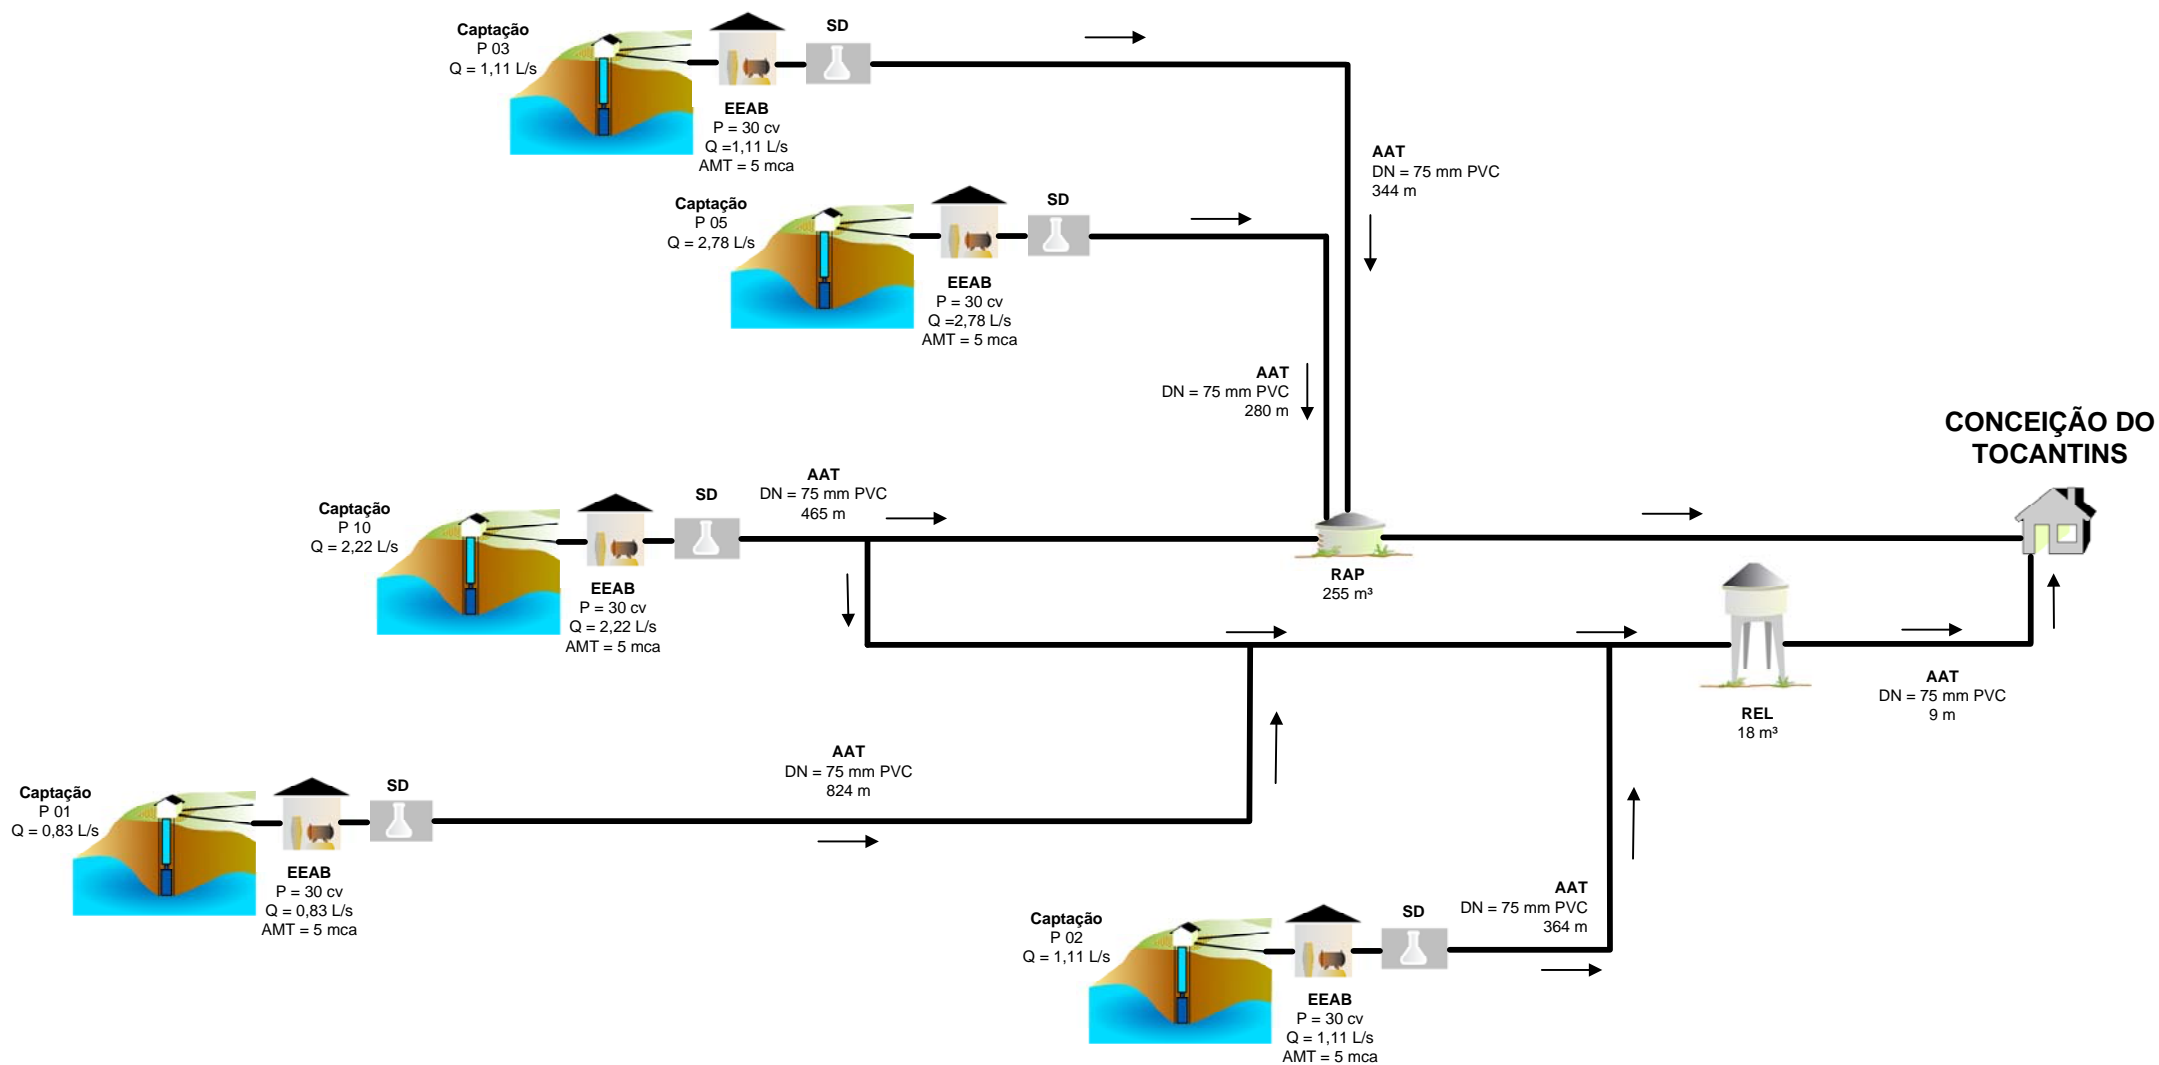 Captação
P 03
Q = 1,11 L/s
SD
EEAB
P = 30 cv
Q =1,11 L/s
AMT = 5 mca
AAT
DN = 75 mm PVC
344 m
Captação
P 05
Q = 2,78 L/s
SD
EEAB
P = 30 cv
Q =2,78 L/s
AMT = 5 mca
AAT
DN = 75 mm PVC
280 m
CONCEIÇÃO DO
TOCANTINS
Captação
P 10
Q = 2,22 L/s
SD
AAT
DN = 75 mm PVC
465 m
EEAB
P = 30 cv
Q = 2,22 L/s
AMT = 5 mca
RAP
255 m³
REL
18 m³
AAT
DN = 75 mm PVC
9 m
Captação
P 01
Q = 0,83 L/s
SD
AAT
DN = 75 mm PVC
824 m
EEAB
P = 30 cv
Q = 0,83 L/s
AMT = 5 mca
Captação
P 02
Q = 1,11 L/s
SD
AAT
DN = 75 mm PVC
364 m
EEAB
P = 30 cv
Q = 1,11 L/s
AMT = 5 mca